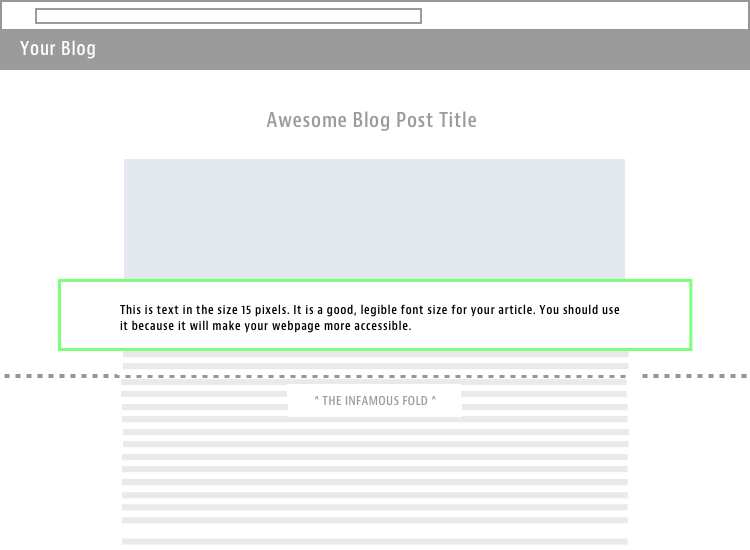 Your Blog
Awesome Blog Post Title
This is text in the size 15 pixels. It is a good, legible font size for your article. You should use
it because it will make your webpage more accessible.
^ THE INFAMOUS FOLD ^